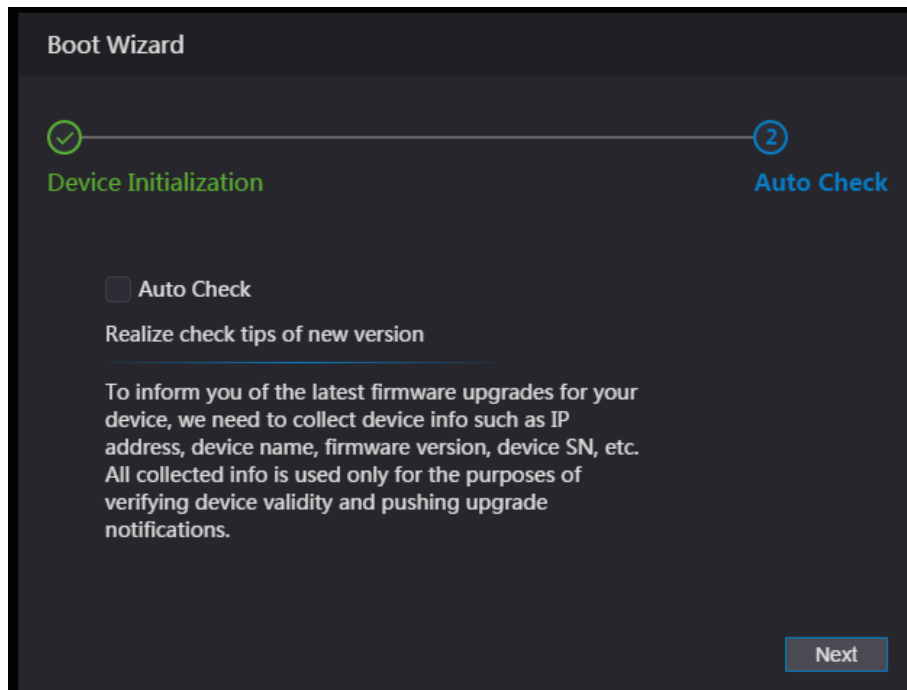 Boot Wizard
2
Device Initialization
Auto Check
Auto Check
Realize check tips of new version
To inform you of the latest firmware upgrades for your
device, we need to collect device info such as IP
address, device name, firmware version, device SN, etc.
All collected info is used only for the purposes of
verifying device validity and pushing upgrade
notifications.
Next